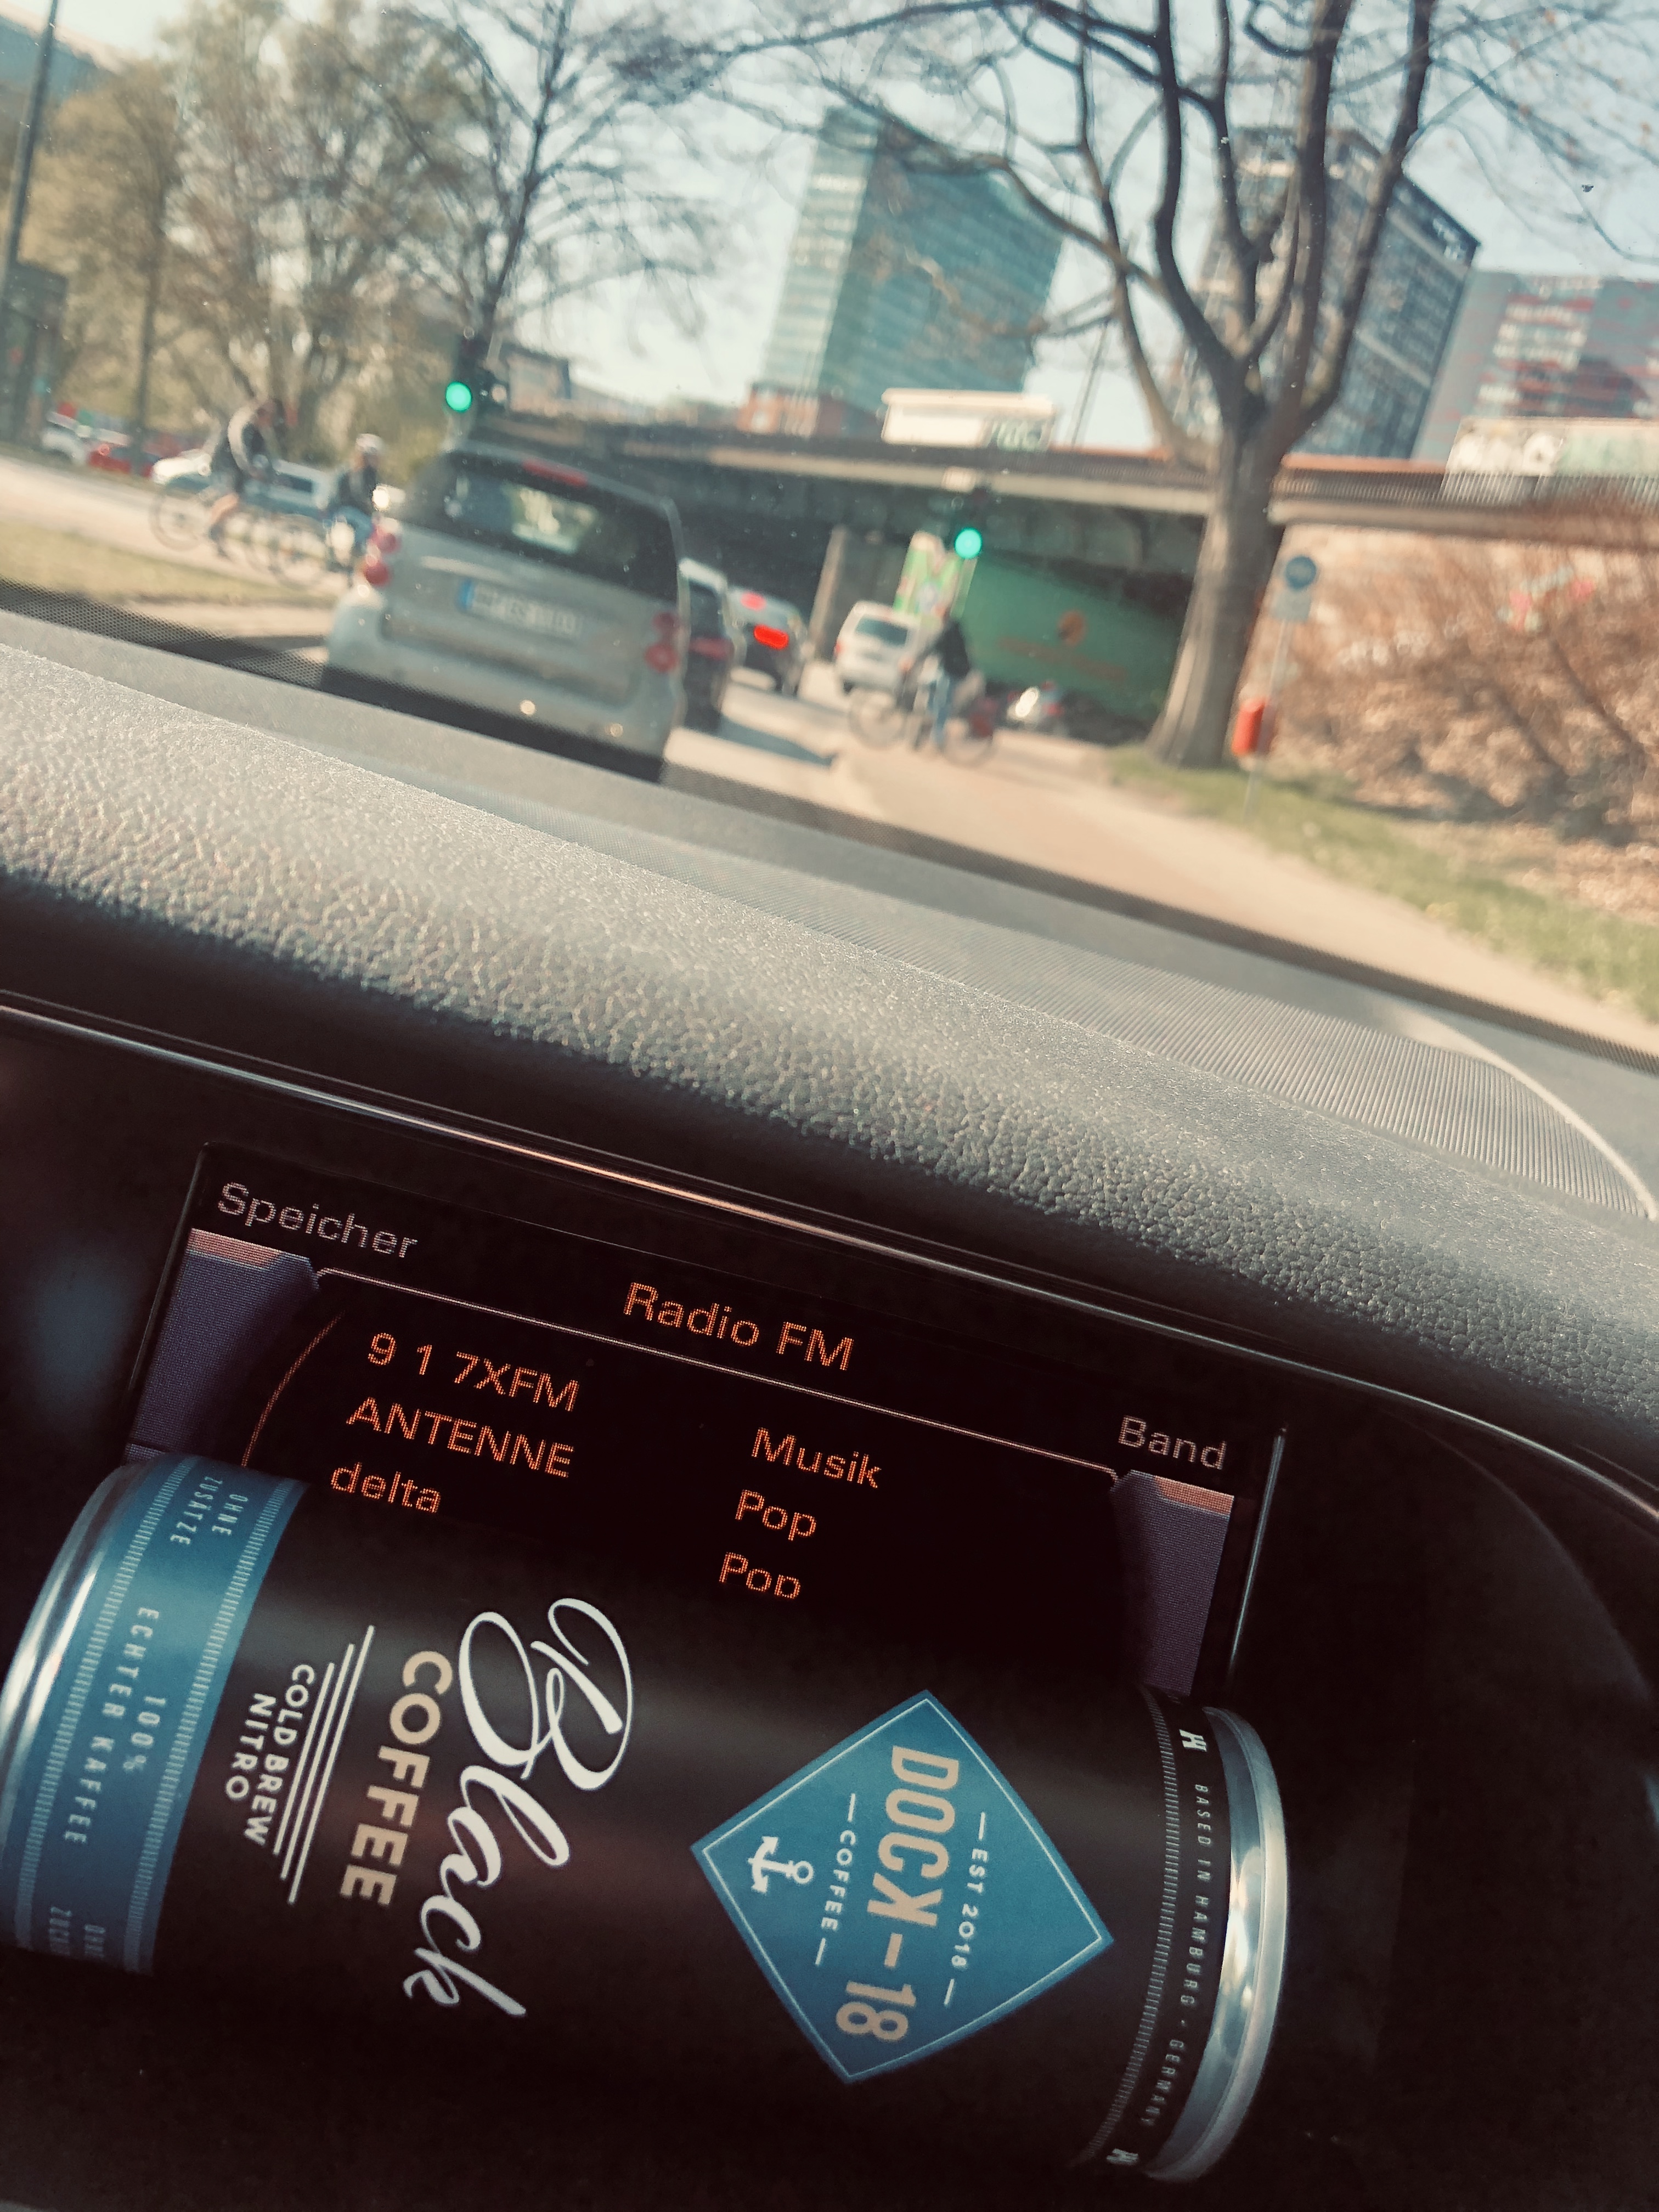 Speicher
Radio FM
Band
9 1 7XFM
Musik
ANTENNE
Pop
delta
Pop
BASED IN HAMBURG · GERMANY
EST 2018
DOCK-18
COFFEE
Black
COFFEE
COLD BREW
NITRO
OHNE
ZUSÄTZE
100%
ECHTER KAFFEE